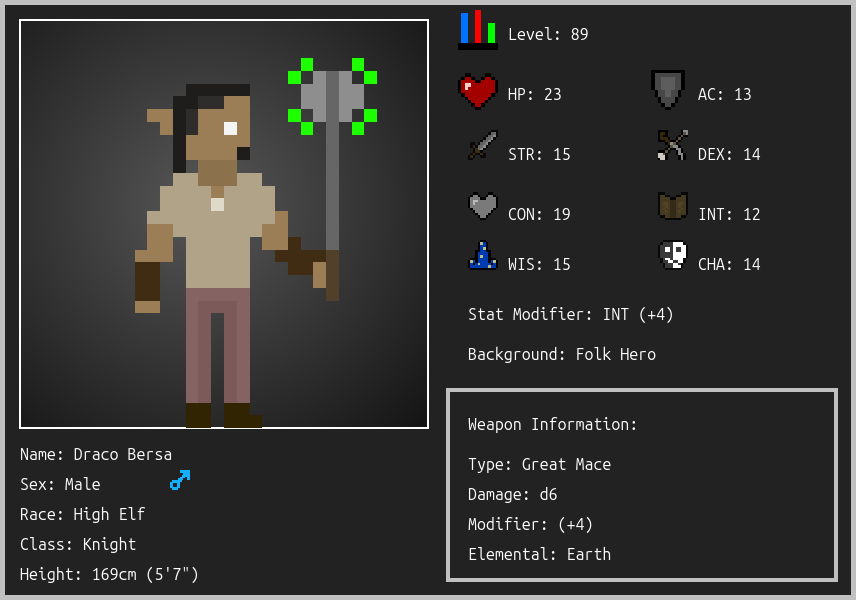 Level: 89
HP: 23
AC: 13
STR: 15
DEX: 14
CON: 19
INT: 12
WIS: 15
CHA: 14
Stat Modifier: INT (+4)
Background: Folk Hero
Weapon Information:
Type: Great Mace
Damage: d6
Modifier: (+4)
Elemental: Earth
Name: Draco Bersa
Sex: Male
Race: High Elf
Class: Knight
Height: 169cm (5'7")